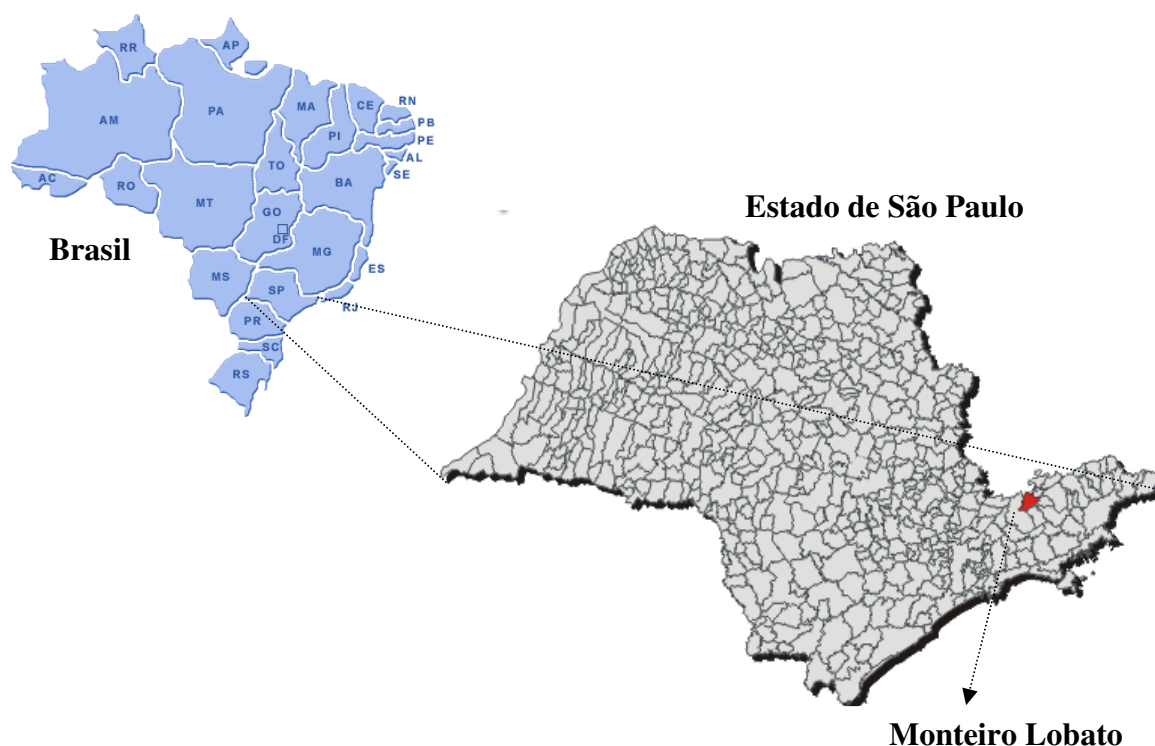 RR
AP
AM
PA
MA
CE
RN
PB
PI
PE
AL
SE
TO
AC
RO
BA
MT
GO
DF
Brasil
MG
ES
MS
SP
RJ
PR
SC
RS
Estado de São Paulo
Monteiro Lobato